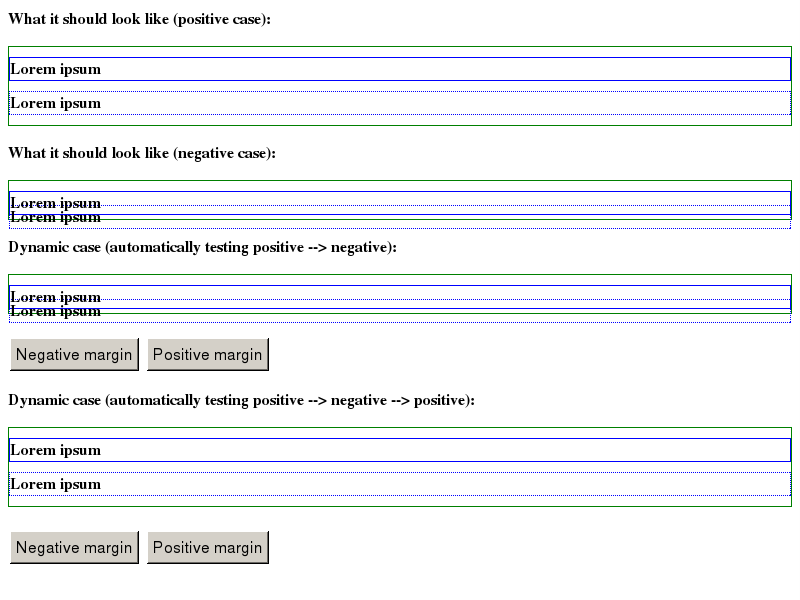 What it should look like (positive case):
Lorem ipsum
Lorem ipsum
What it should look like (negative case):
Lorem ipsum
Lorem ipsum
Dynamic case (automatically testing positive --> negative):
Lorem ipsum
Lorem ipsum
Negative margin Positive margin
Dynamic case (automatically testing positive --> negative --> positive):
Lorem ipsum
Lorem ipsum
Negative margin Positive margin